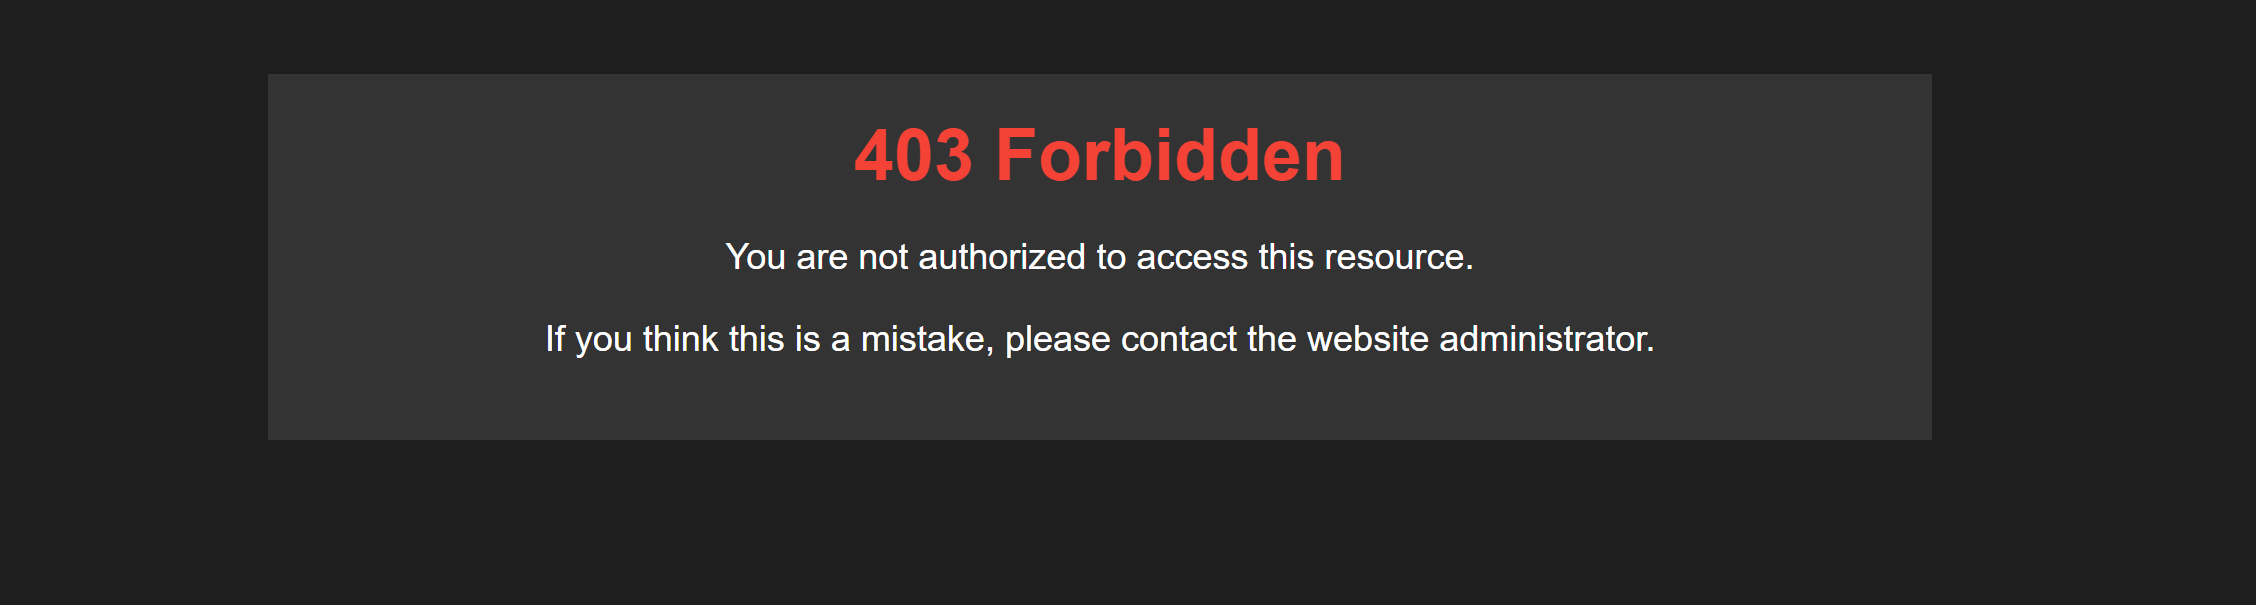 403 Forbidden
You are not authorized to access this resource.
If you think this is a mistake, please contact the website administrator.